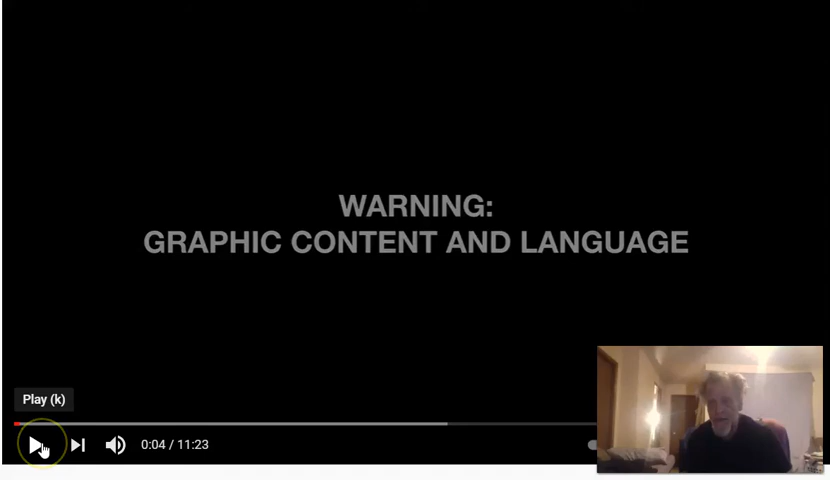 WARNING:
GRAPHIC CONTENT AND LANGUAGE
Play (k)
0:04 / 11:23